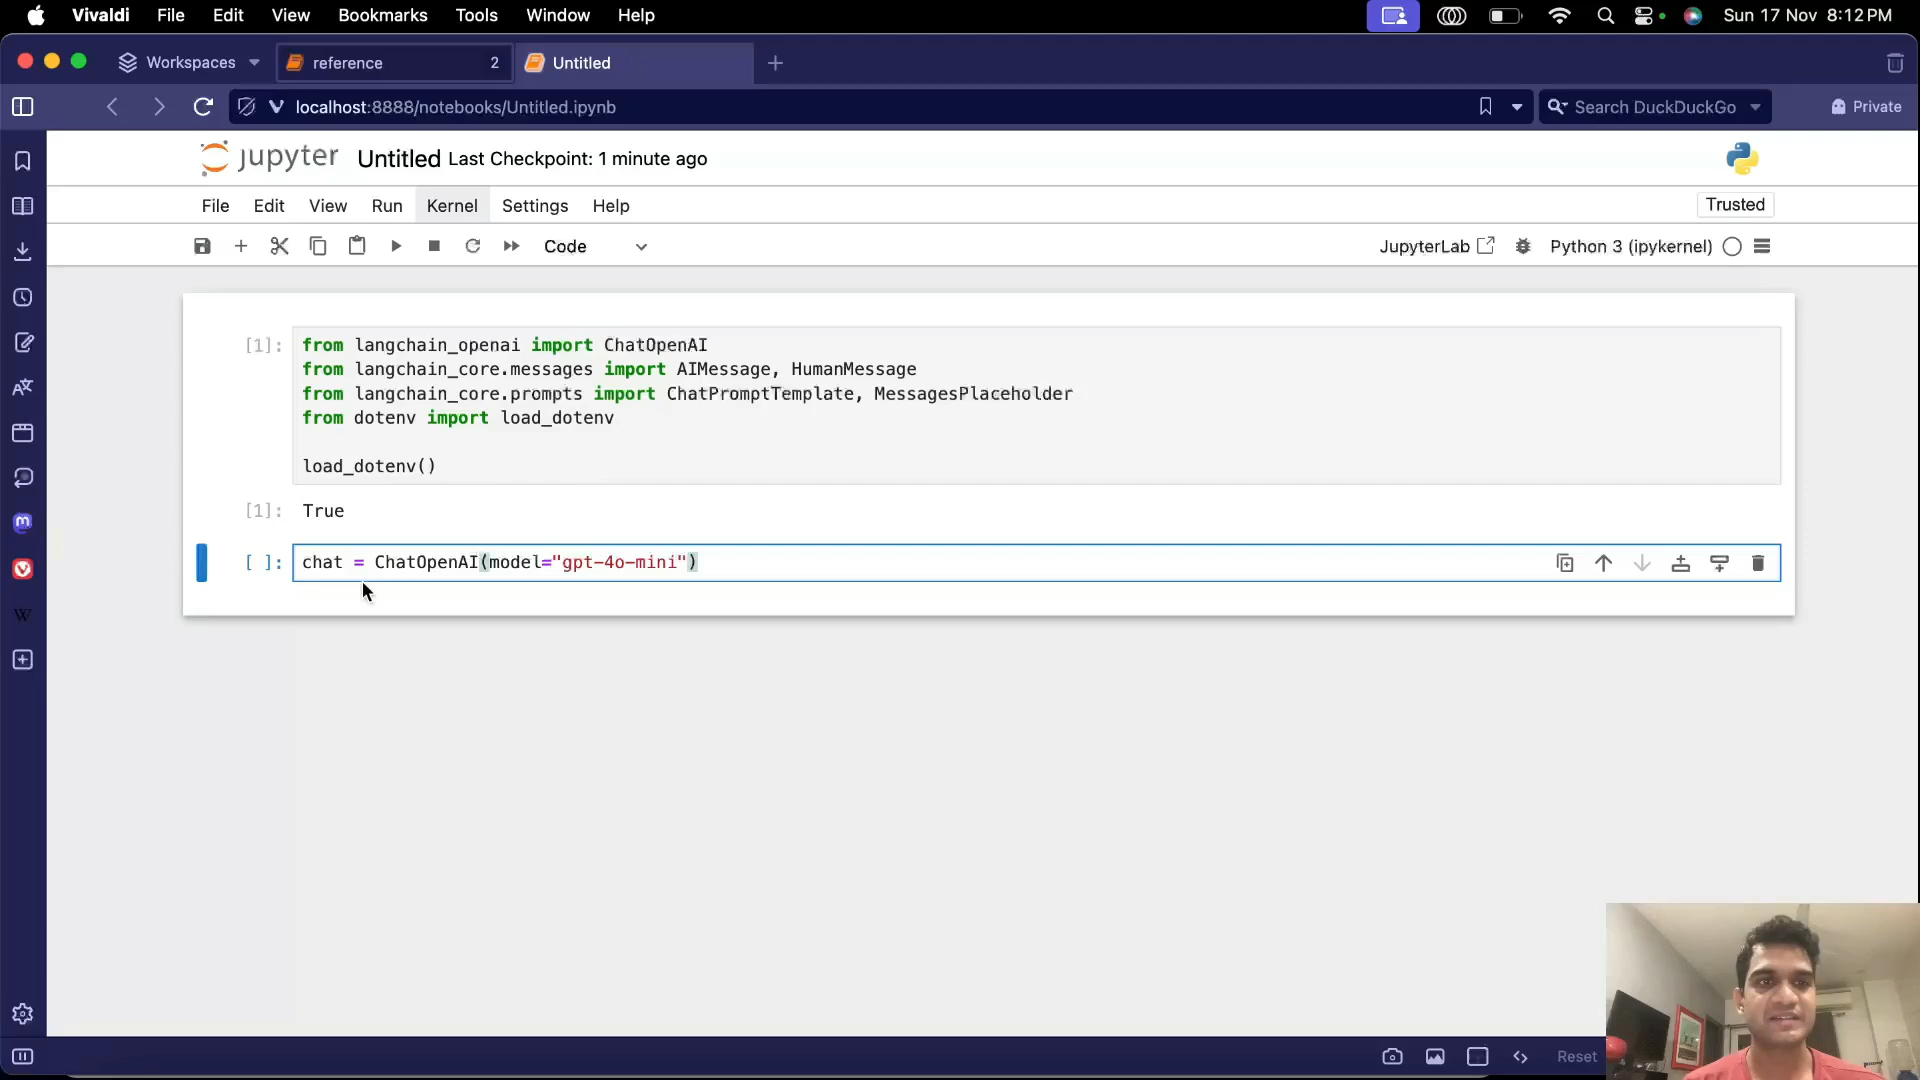 Vivaldi File Edit View Bookmarks Tools Window Help Sun 17 Nov 8:12 PM
Workspaces reference 2 Untitled
localhost:8888/notebooks/Untitled.ipynb Search DuckDuckGo Private
jupyter Untitled Last Checkpoint: 1 minute ago
File Edit View Run Kernel Settings Help Trusted
Code JupyterLab Python 3 (ipykernel)
[1]: from langchain_openai import ChatOpenAI
from langchain_core.messages import AIMessage, HumanMessage
from langchain_core.prompts import ChatPromptTemplate, MessagesPlaceholder
from dotenv import load_dotenv
load_dotenv()
[1]: True
[ ]: chat = ChatOpenAI(model="gpt-4o-mini")
W
Reset